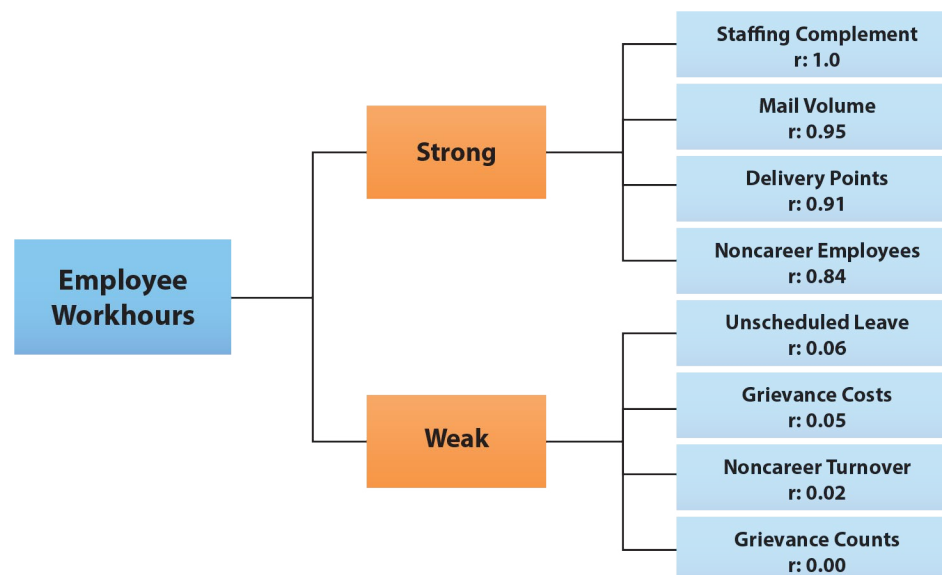 Staffing Complement
r: 1.0
Mail Volume
r: 0.95
Strong
Delivery Points
r: 0.91
Noncareer Employees
r: 0.84
Employee
Workhours
Unscheduled Leave
r: 0.06
Grievance Costs
r: 0.05
Weak
Noncareer Turnover
r: 0.02
Grievance Counts
r: 0.00